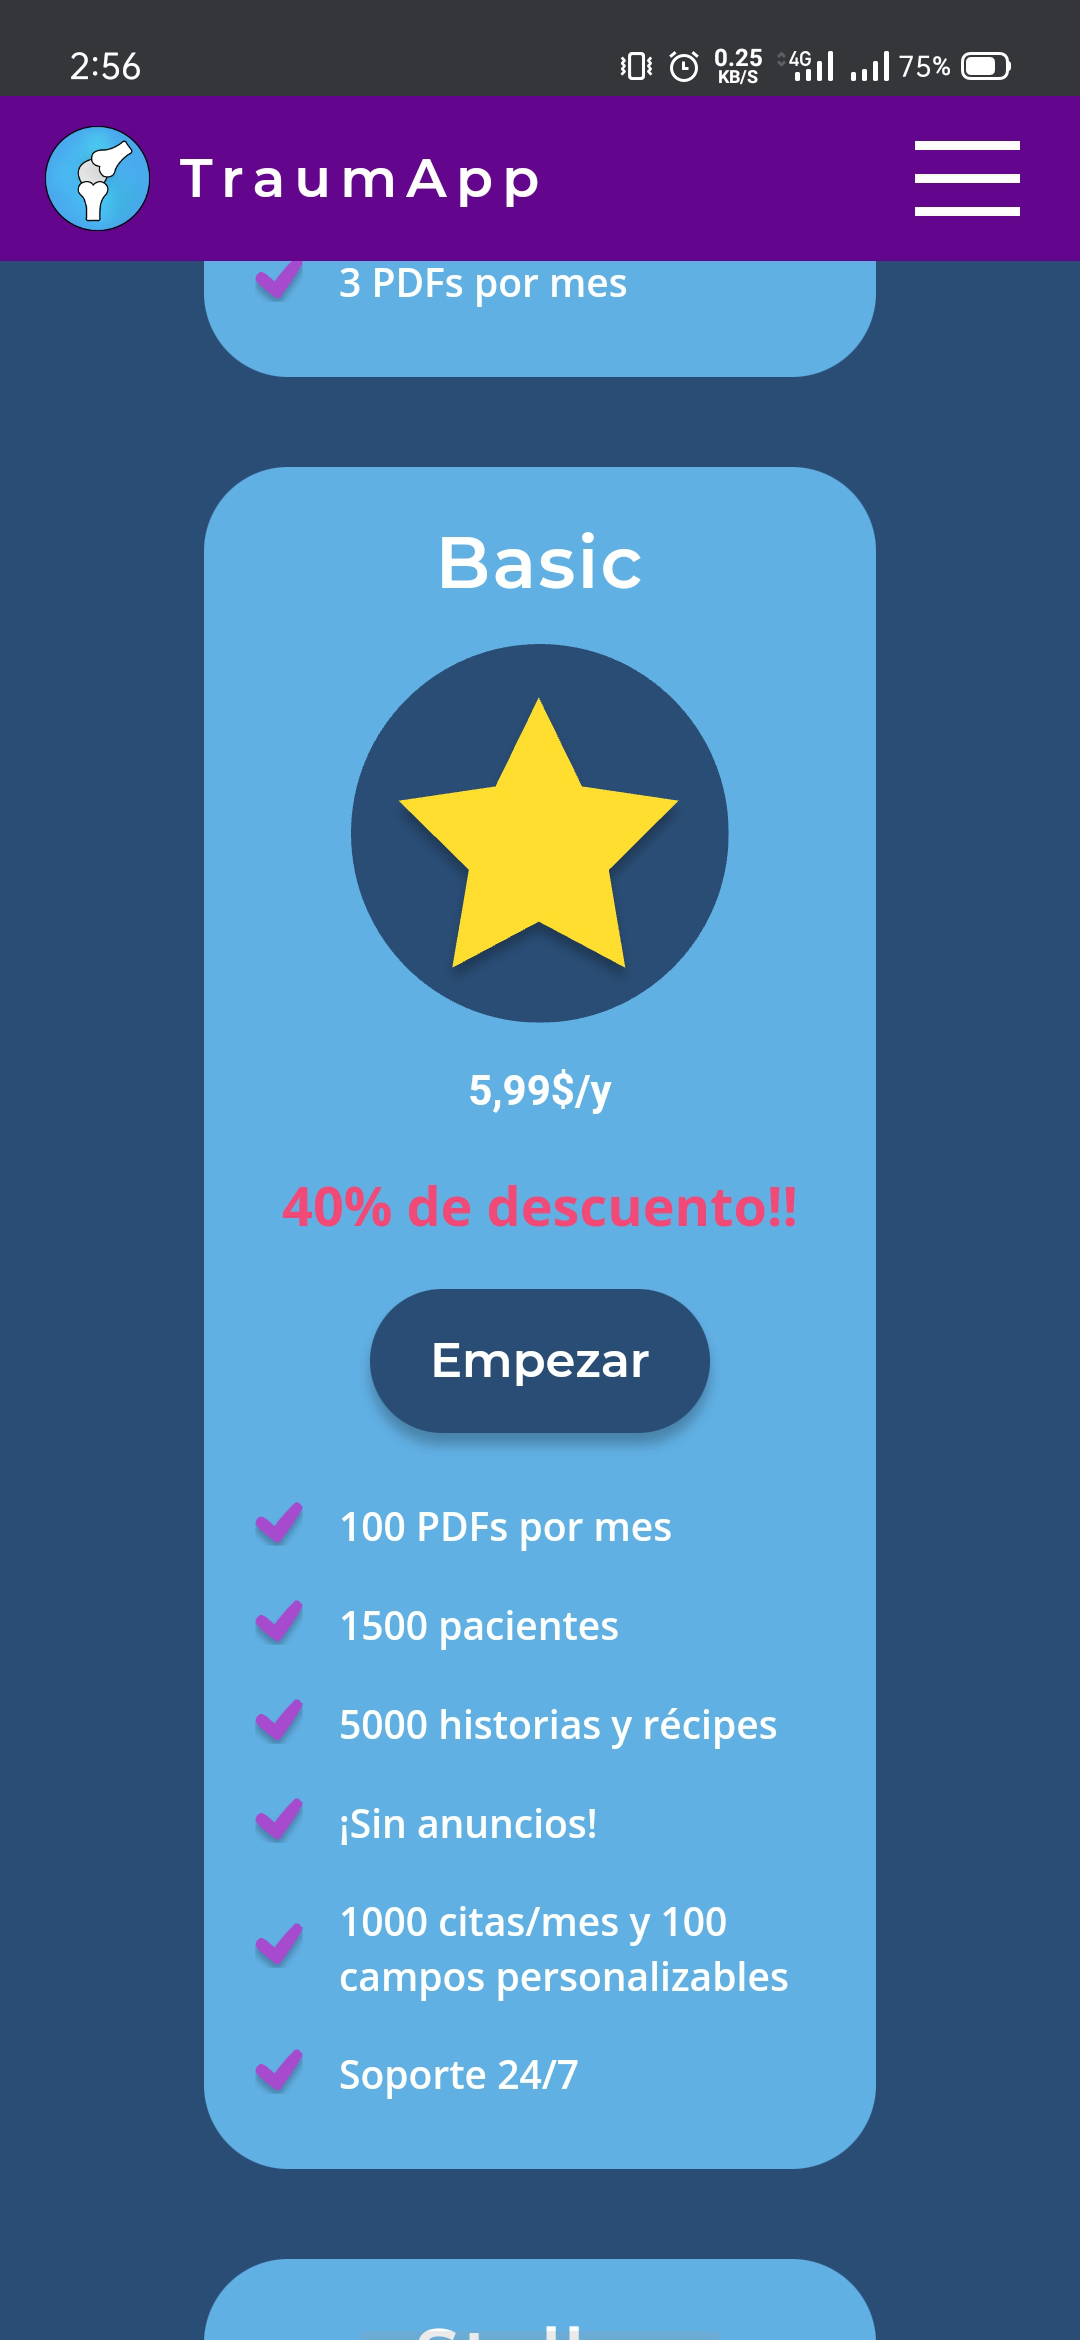 2:56
0.25
KB/S
4G
75%
TraumApp
3 PDFs por mes
Basic
5,99$/y
40% de descuento!!
Empezar
100 PDFs por mes
1500 pacientes
5000 historias y récipes
¡Sin anuncios!
1000 citas/mes y 100
campos personalizables
Soporte 24/7